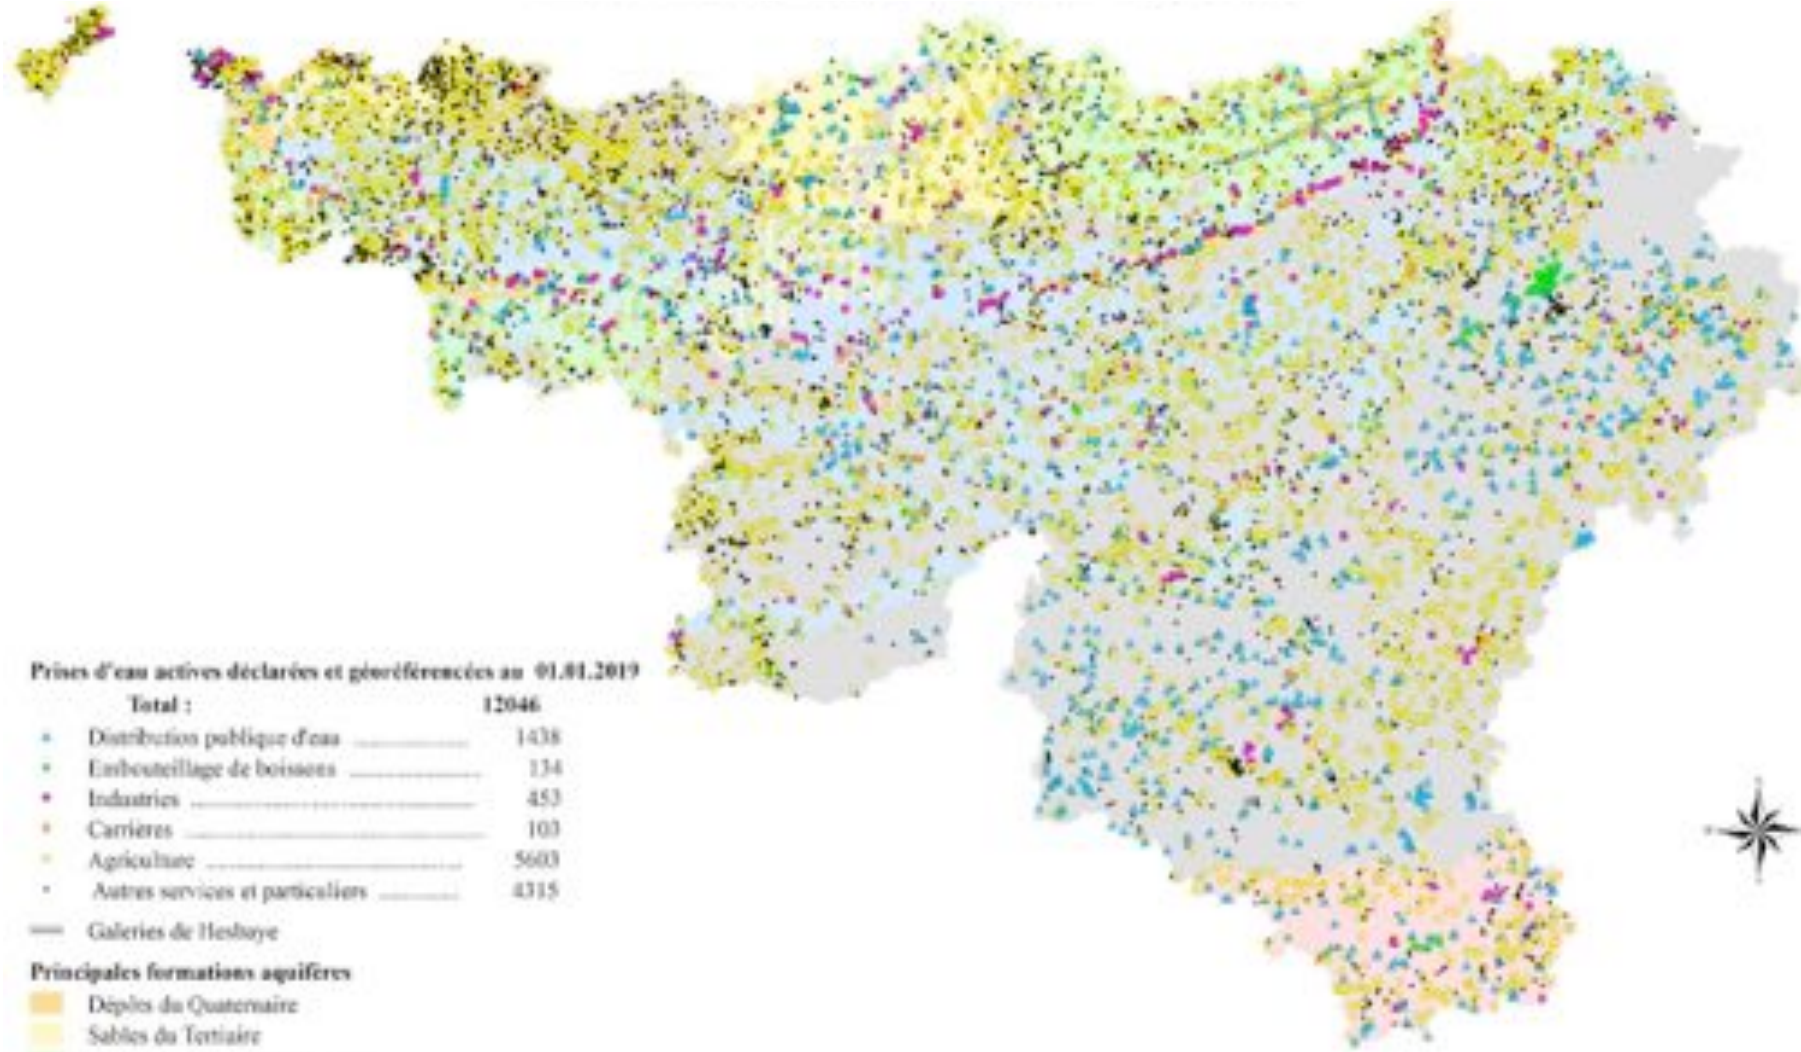 Prises d'eau actives déclarées et géoréférencées au 01.01.2019
Total : 12046
Distribution publique d'eau 1438
Embouteillage de boissons 134
Industries 453
Carrières 103
Agriculture 5603
Autres services et particuliers 4315
Galeries de Hesbaye
Principales formations aquifères
Dépôts du Quaternaire
Sables du Tertiaire